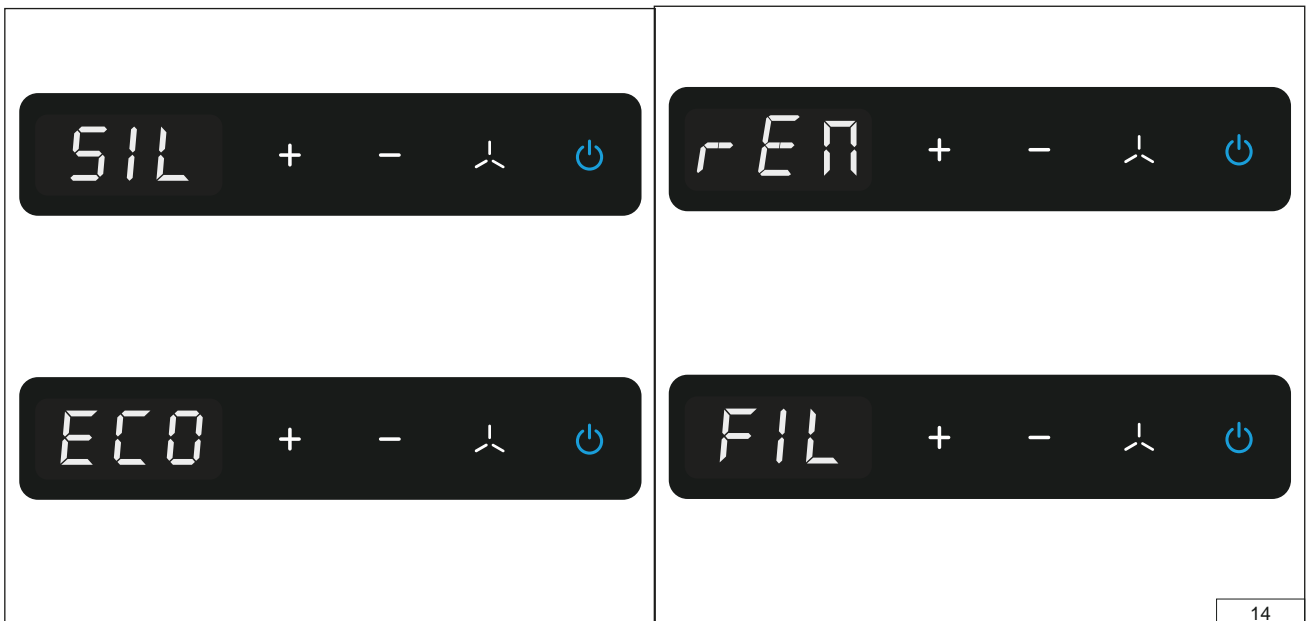 SIL + −
ECO + −
rEM + −
FIL + −
14